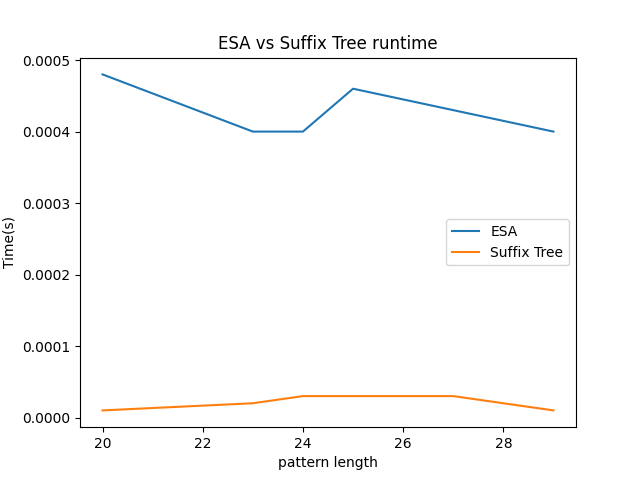 ESA vs Suffix Tree runtime
0.0005
0.0004
0.0003
0.0002
0.0001
0.0000
Time(s)
ESA
Suffix Tree
20 22 24 26 28
pattern length